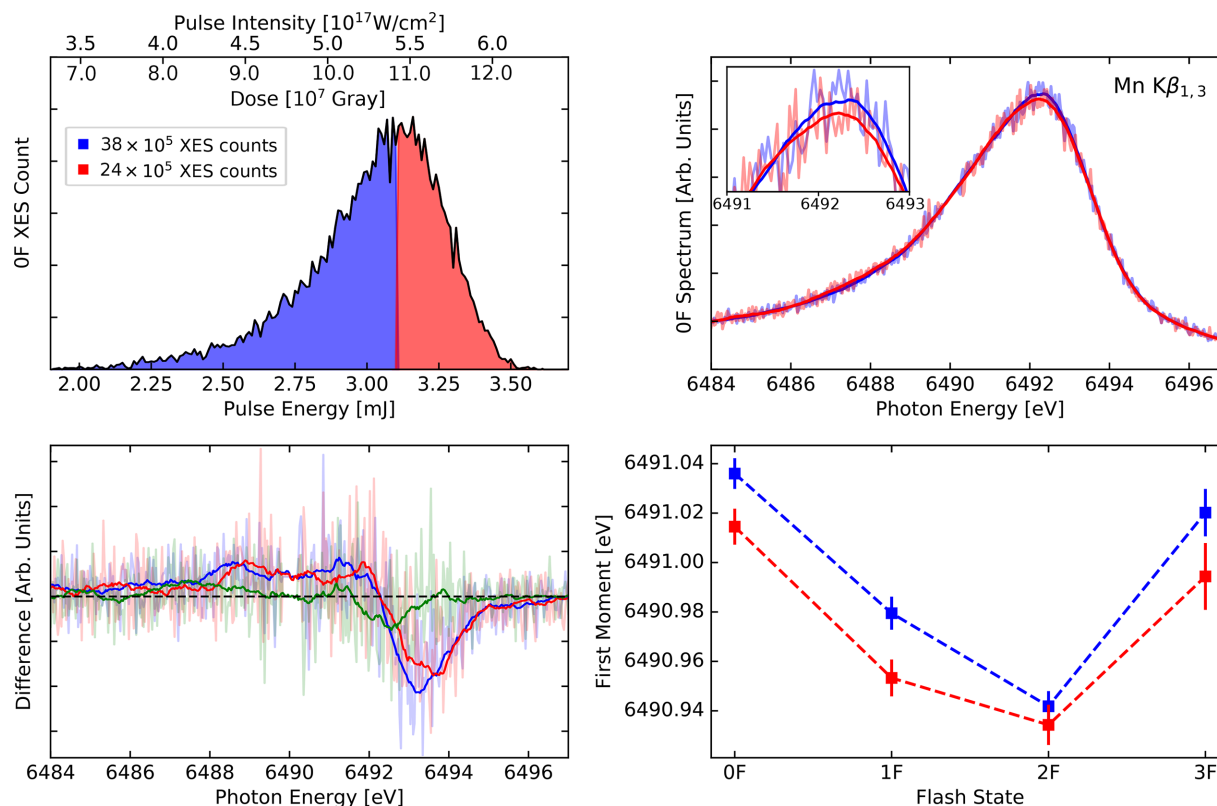 Pulse Intensity [10¹⁷W/cm²]
3.5 4.0 4.5 5.0 5.5 6.0
7.0 8.0 9.0 10.0 11.0 12.0
Dose [10⁷ Gray]
38 × 10⁵ XES counts
24 × 10⁵ XES counts
0F XES Count
2.00 2.25 2.50 2.75 3.00 3.25 3.50
Pulse Energy [mJ]
Mn Kβ₁,₃
6491 6492 6493
0F Spectrum [Arb. Units]
6484 6486 6488 6490 6492 6494 6496
Photon Energy [eV]
Difference [Arb. Units]
6484 6486 6488 6490 6492 6494 6496
Photon Energy [eV]
First Moment [eV]
6491.04
6491.02
6491.00
6490.98
6490.96
6490.94
0F 1F 2F 3F
Flash State